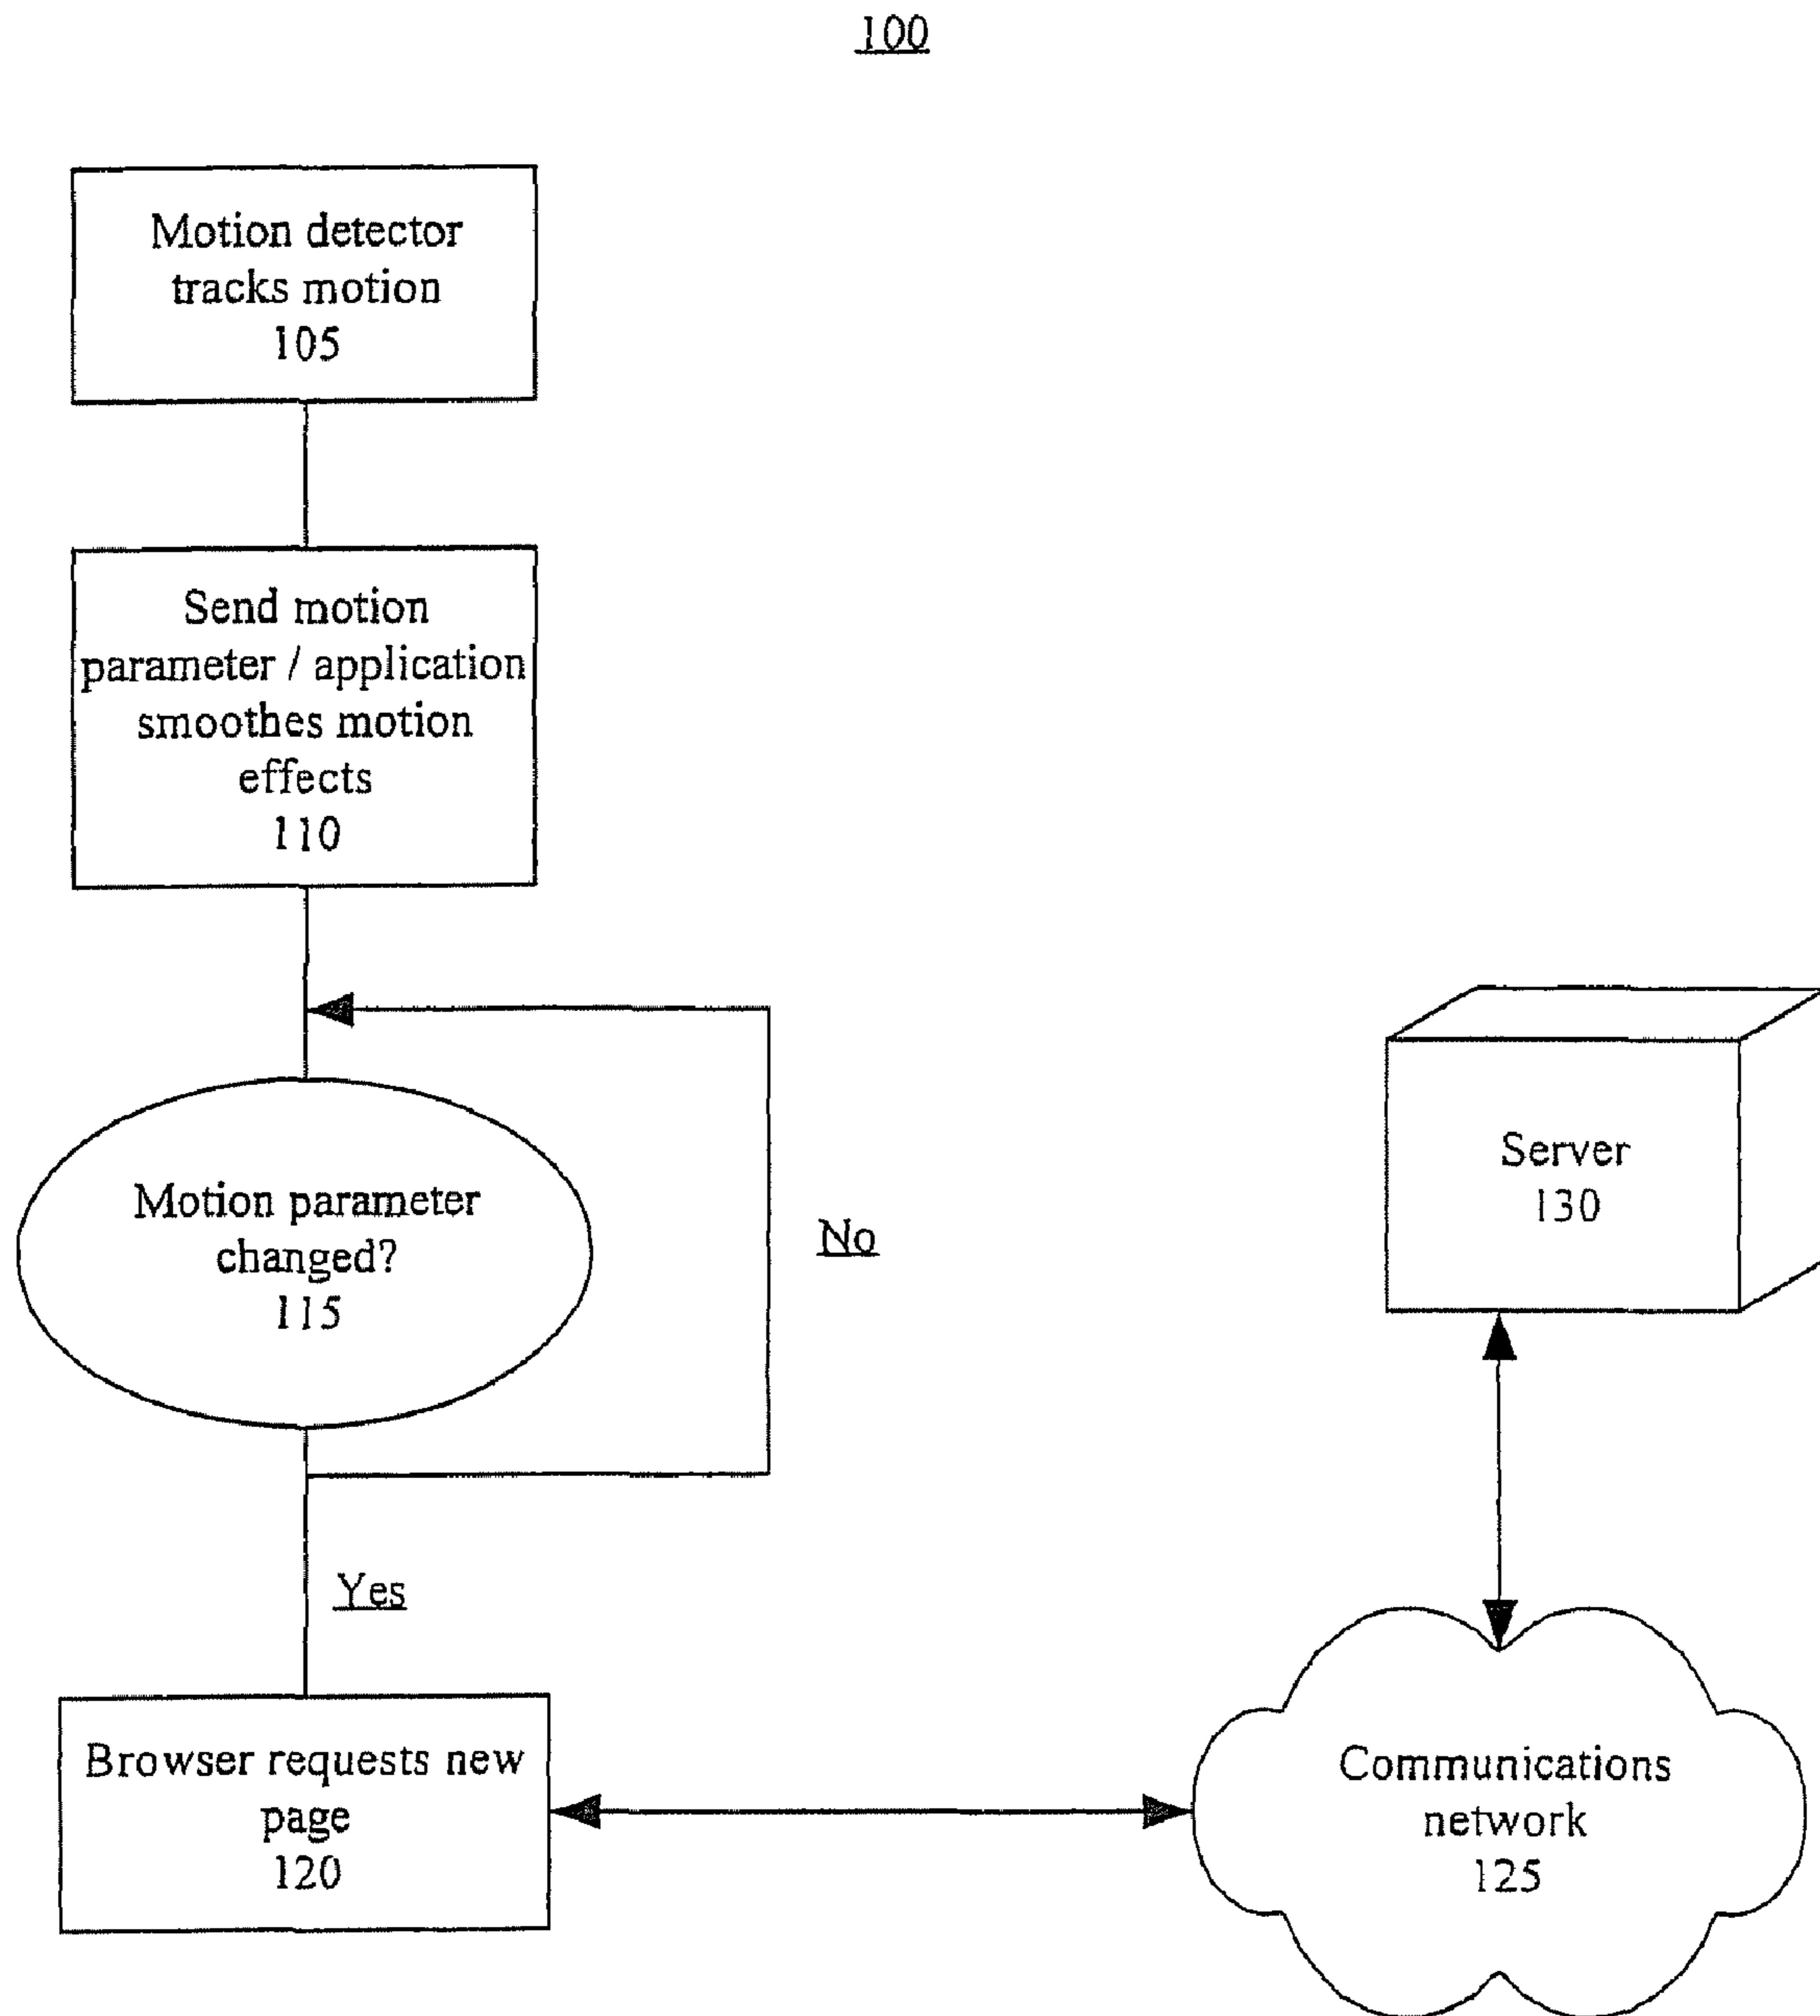 100
Motion detector
tracks motion
105
Send motion
parameter / application
smoothes motion
effects
110
Motion parameter
changed?
115
No
Yes
Browser requests new
page
120
Server
130
Communications
network
125